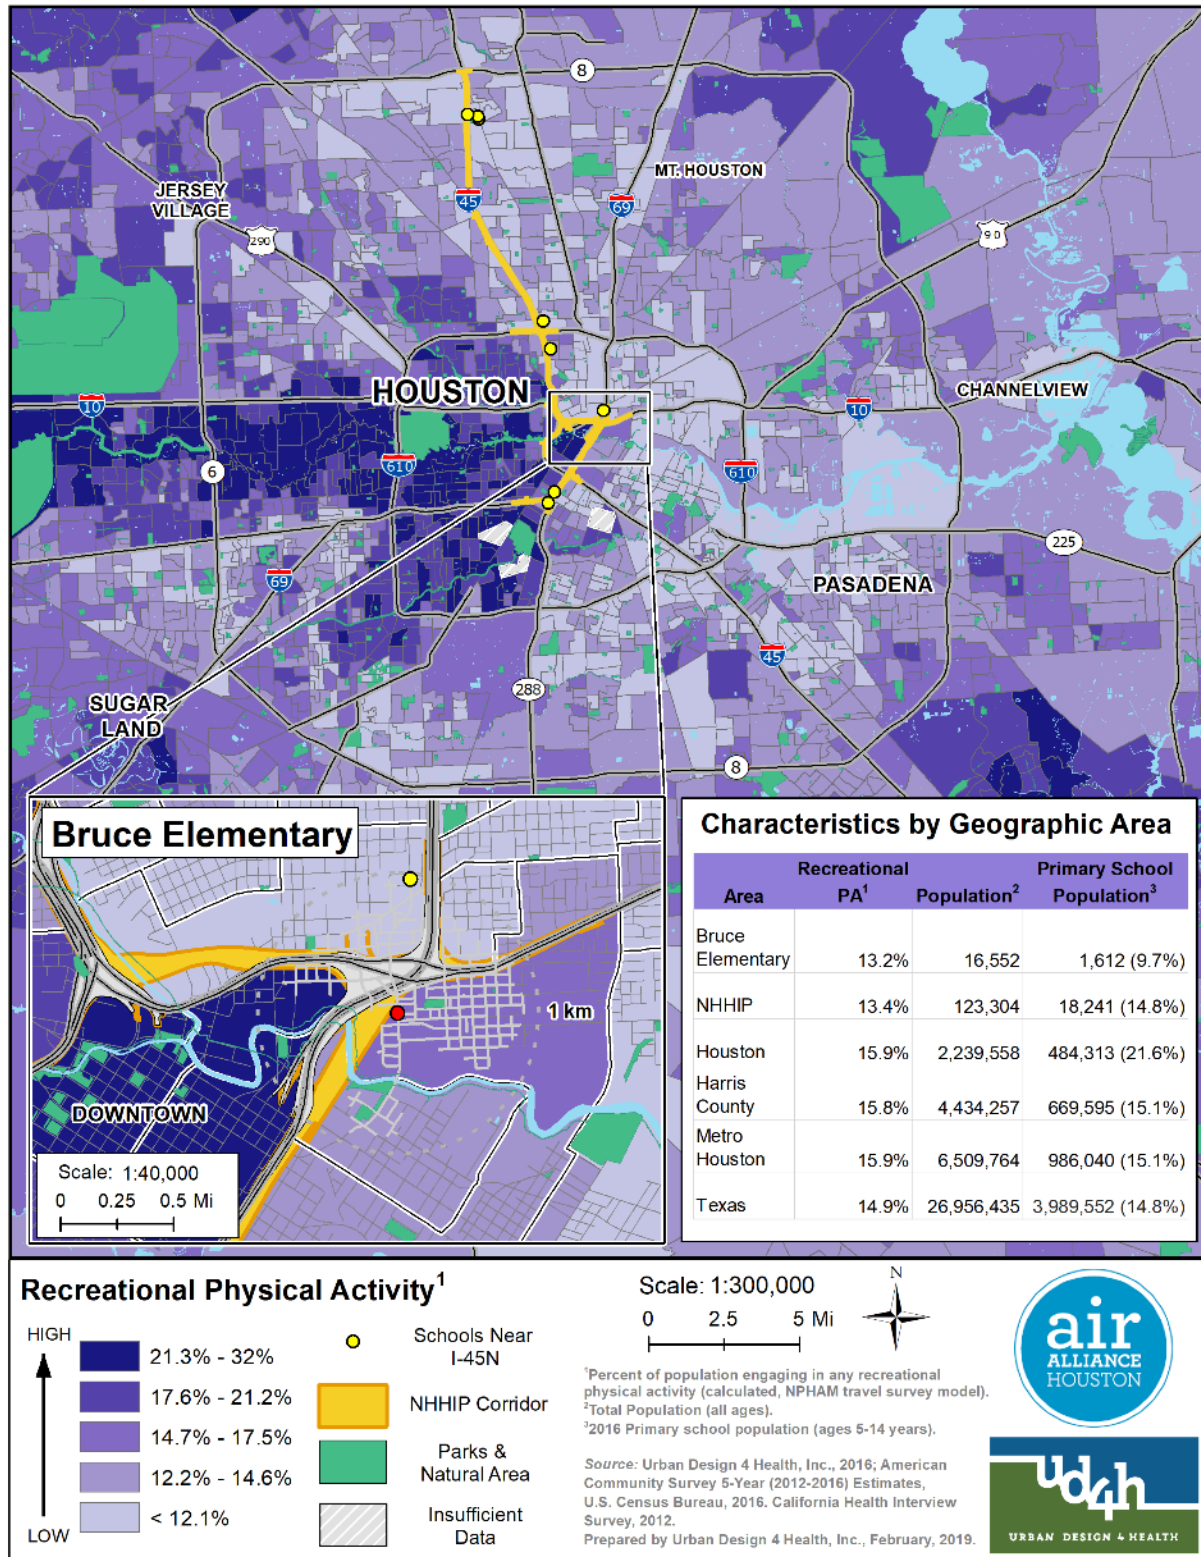 8
JERSEY
VILLAGE
MT. HOUSTON
45
69
290
90
HOUSTON
CHANNELVIEW
10
10
6
610
610
225
69
PASADENA
45
288
SUGAR
LAND
8
Bruce Elementary
1 km
DOWNTOWN
Scale: 1:40,000
0 0.25 0.5 Mi
Characteristics by Geographic Area
Recreational Primary School
Area PA1 Population2 Population3
Bruce
Elementary 13.2% 16,552 1,612 (9.7%)
NHHIP 13.4% 123,304 18,241 (14.8%)
Houston 15.9% 2,239,558 484,313 (21.6%)
Harris
County 15.8% 4,434,257 669,595 (15.1%)
Metro
Houston 15.9% 6,509,764 986,040 (15.1%)
Texas 14.9% 26,956,435 3,989,552 (14.8%)
Recreational Physical Activity1
HIGH
21.3% - 32%
17.6% - 21.2%
14.7% - 17.5%
12.2% - 14.6%
< 12.1%
LOW
Schools Near
I-45N
NHHIP Corridor
Parks &
Natural Area
Insufficient
Data
Scale: 1:300,000
0 2.5 5 Mi
N
1Percent of population engaging in any recreational
physical activity (calculated, NPHAM travel survey model).
2Total Population (all ages).
32016 Primary school population (ages 5-14 years).
Source: Urban Design 4 Health, Inc., 2016; American
Community Survey 5-Year (2012-2016) Estimates,
U.S. Census Bureau, 2016. California Health Interview
Survey, 2012.
Prepared by Urban Design 4 Health, Inc., February, 2019.
air
ALLIANCE
HOUSTON
ud4h
URBAN DESIGN 4 HEALTH